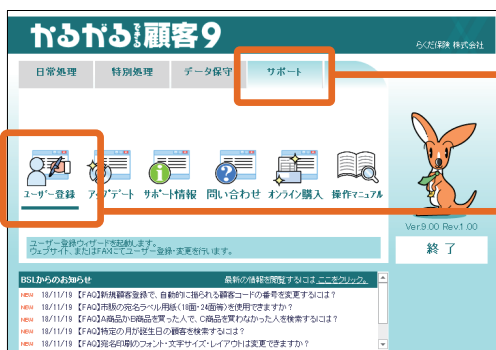 かるがるできる顧客9
らくだ保険 株式会社
日常処理 特別処理 データ保守 サポート
ユーザー登録 アップデート サポート情報 問い合わせ オンライン購入 操作マニュアル
Ver9.00 Rev1.00
終了
ユーザー登録ウィザードを起動します。
ウェブサイト、またはFAXにてユーザー登録・変更を行います。
BSLからのお知らせ 最新の情報を閲覧するには、ここをクリック。
NEW 18/11/19 【FAQ】新規顧客登録で、自動的に振られる顧客コードの番号を変更するには？
NEW 18/11/19 【FAQ】市販の宛名ラベル用紙(18面・24面等)を使用できますか？
NEW 18/11/19 【FAQ】A商品かB商品を買った人で、C商品を買わなかった人を検索するには？
NEW 18/11/19 【FAQ】特定の月が誕生日の顧客を検索するには？
NEW 18/11/19 【FAQ】宛名印刷のフォント・文字サイズ・レイアウトは変更できますか？